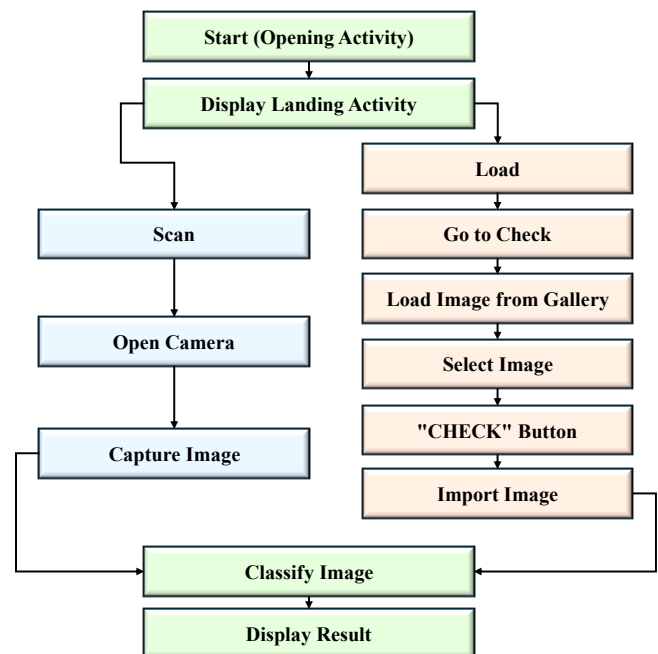 Start (Opening Activity)
Display Landing Activity
Scan
Open Camera
Capture Image
Load
Go to Check
Load Image from Gallery
Select Image
"CHECK" Button
Import Image
Classify Image
Display Result